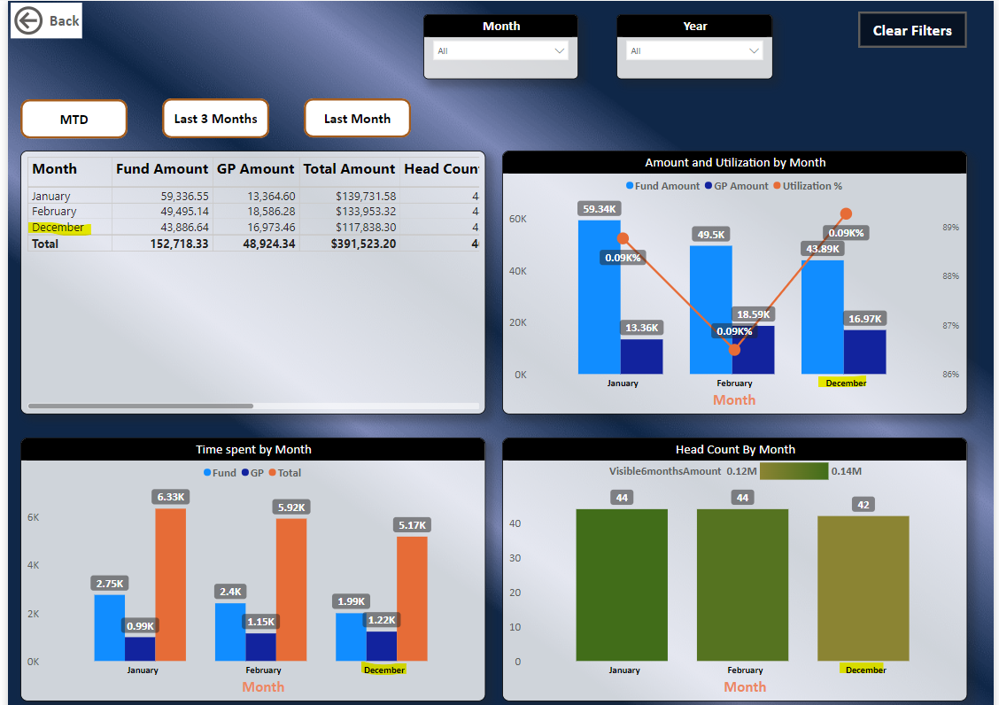 Back
Month
All
Year
All
Clear Filters
MTD
Last 3 Months
Last Month
Month Fund Amount GP Amount Total Amount Head Coun
January 59,336.55 13,364.60 $139,731.58 4
February 49,495.14 18,586.28 $133,953.32 4
December 43,886.64 16,973.46 $117,838.30 4
Total 152,718.33 48,924.34 $391,523.20 4
Amount and Utilization by Month
Fund Amount GP Amount Utilization %
60K
40K
20K
0K
59.34K
49.5K
43.89K
0.09K%
0.09K%
0.09K%
13.36K
18.59K
16.97K
89%
88%
87%
86%
January February December
Month
Time spent by Month
Fund GP Total
6K
4K
2K
0K
2.75K
0.99K
6.33K
2.4K
1.15K
5.92K
1.99K
1.22K
5.17K
January February December
Month
Head Count By Month
Visible6monthsAmount 0.12M 0.14M
40
30
20
10
0
44
44
42
January February December
Month